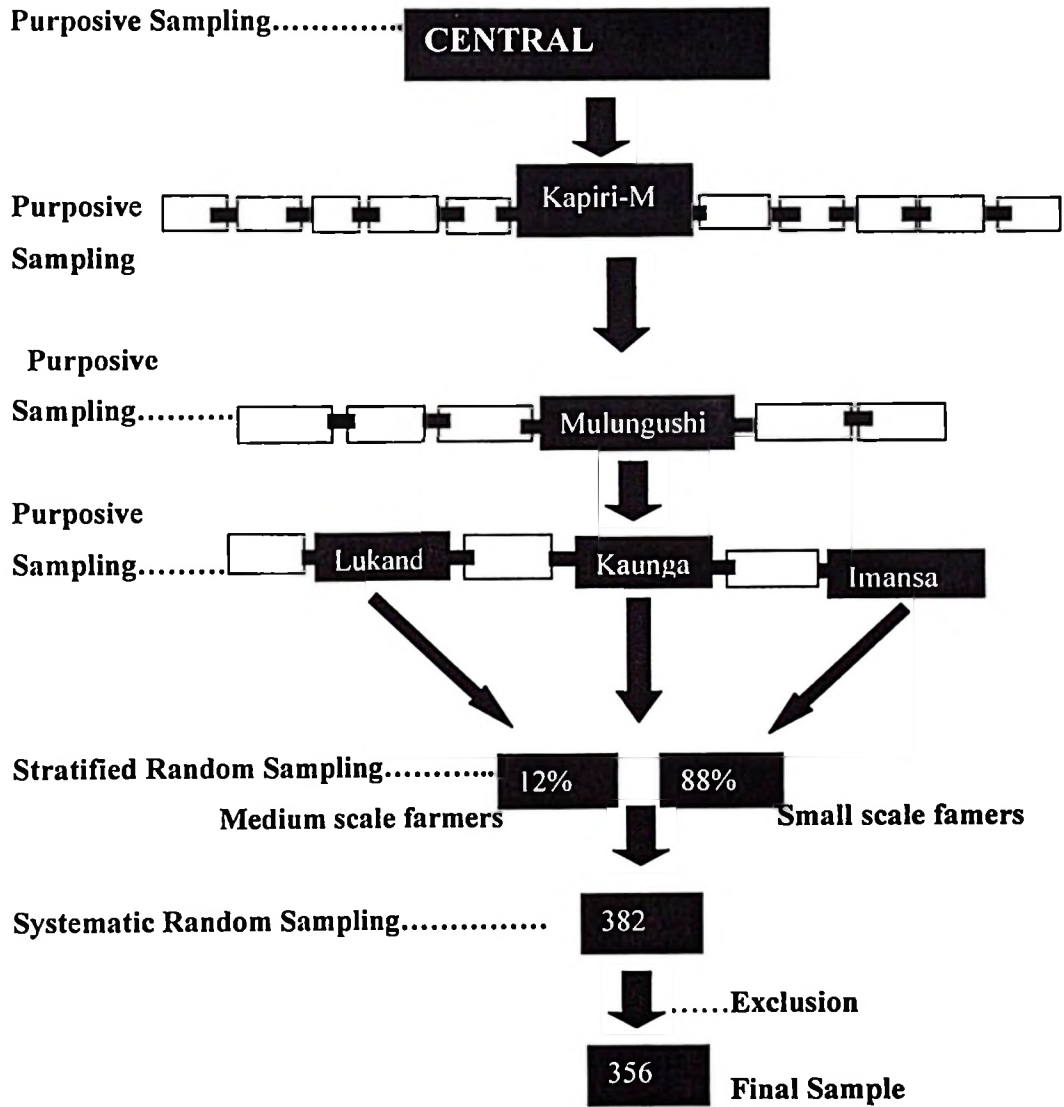 Purposive Sampling..............
CENTRAL
Purposive
Sampling
Kapiri-M
Purposive
Sampling..........
Mulungushi
Purposive
Sampling.........
Lukand
Kaunga
Imansa
Stratified Random Sampling............
12%
88%
Medium scale farmers
Small scale famers
Systematic Random Sampling...............
382
......Exclusion
356
Final Sample